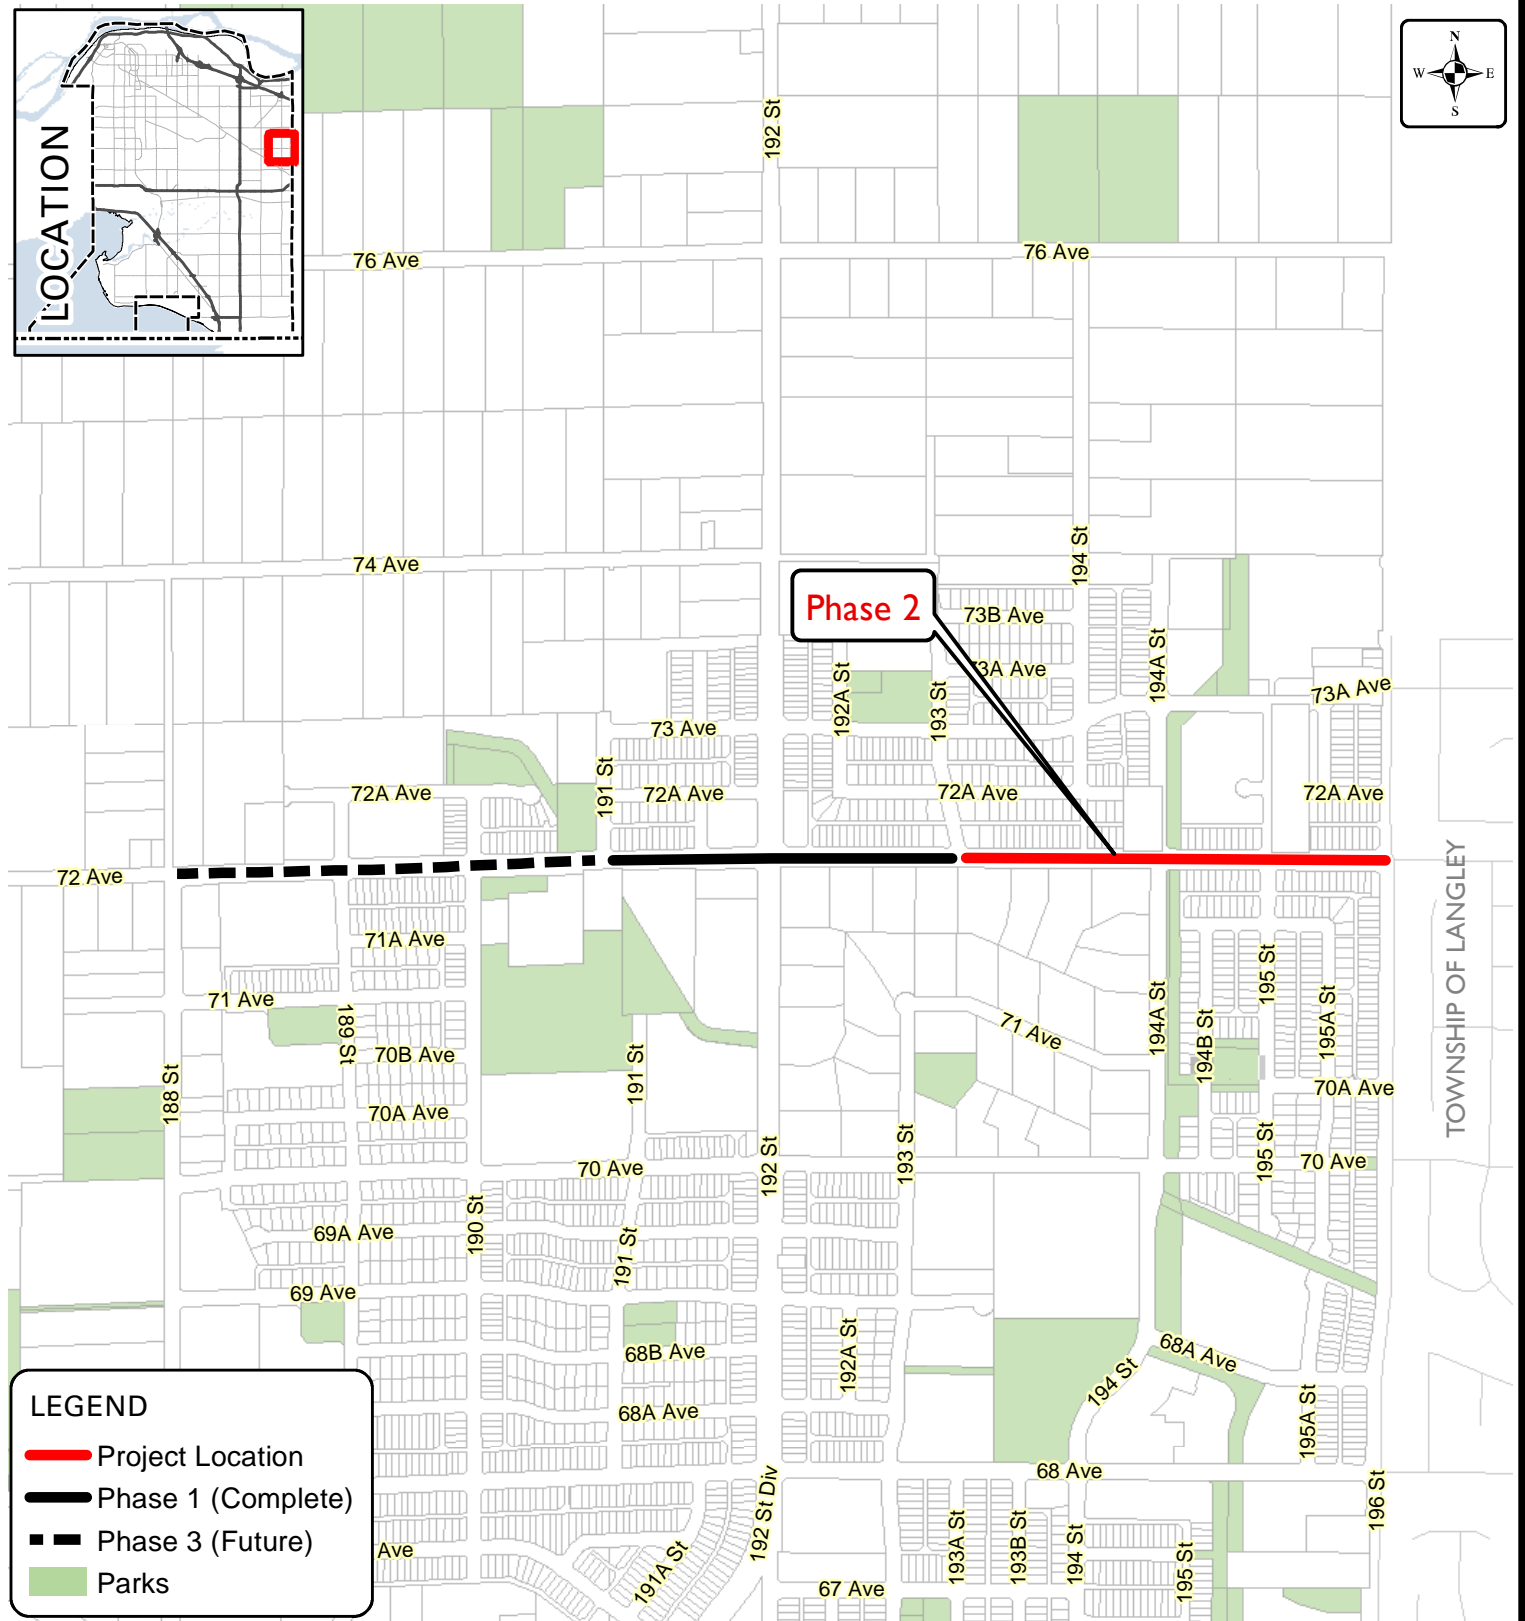 LOCATION
N
W
E
S
192 St
76 Ave
76 Ave
74 Ave
194 St
Phase 2
73B Ave
73A Ave
194A St
192A St
193 St
73A Ave
73 Ave
191 St
72A Ave
72A Ave
72A Ave
72A Ave
72 Ave
TOWNSHIP OF LANGLEY
71A Ave
195 St
71 Ave
189 St
71 Ave
194A St
195A St
194B St
70B Ave
191 St
188 St
70A Ave
70A Ave
70 Ave
192 St
193 St
195 St
70 Ave
190 St
69A Ave
191 St
69 Ave
68B Ave
192A St
68A Ave
194 St
68A Ave
195A St
68 Ave
192 St Div
196 St
193A St
193B St
194 St
195 St
191A St
67 Ave
Ave
LEGEND
Project Location
Phase 1 (Complete)
Phase 3 (Future)
Parks